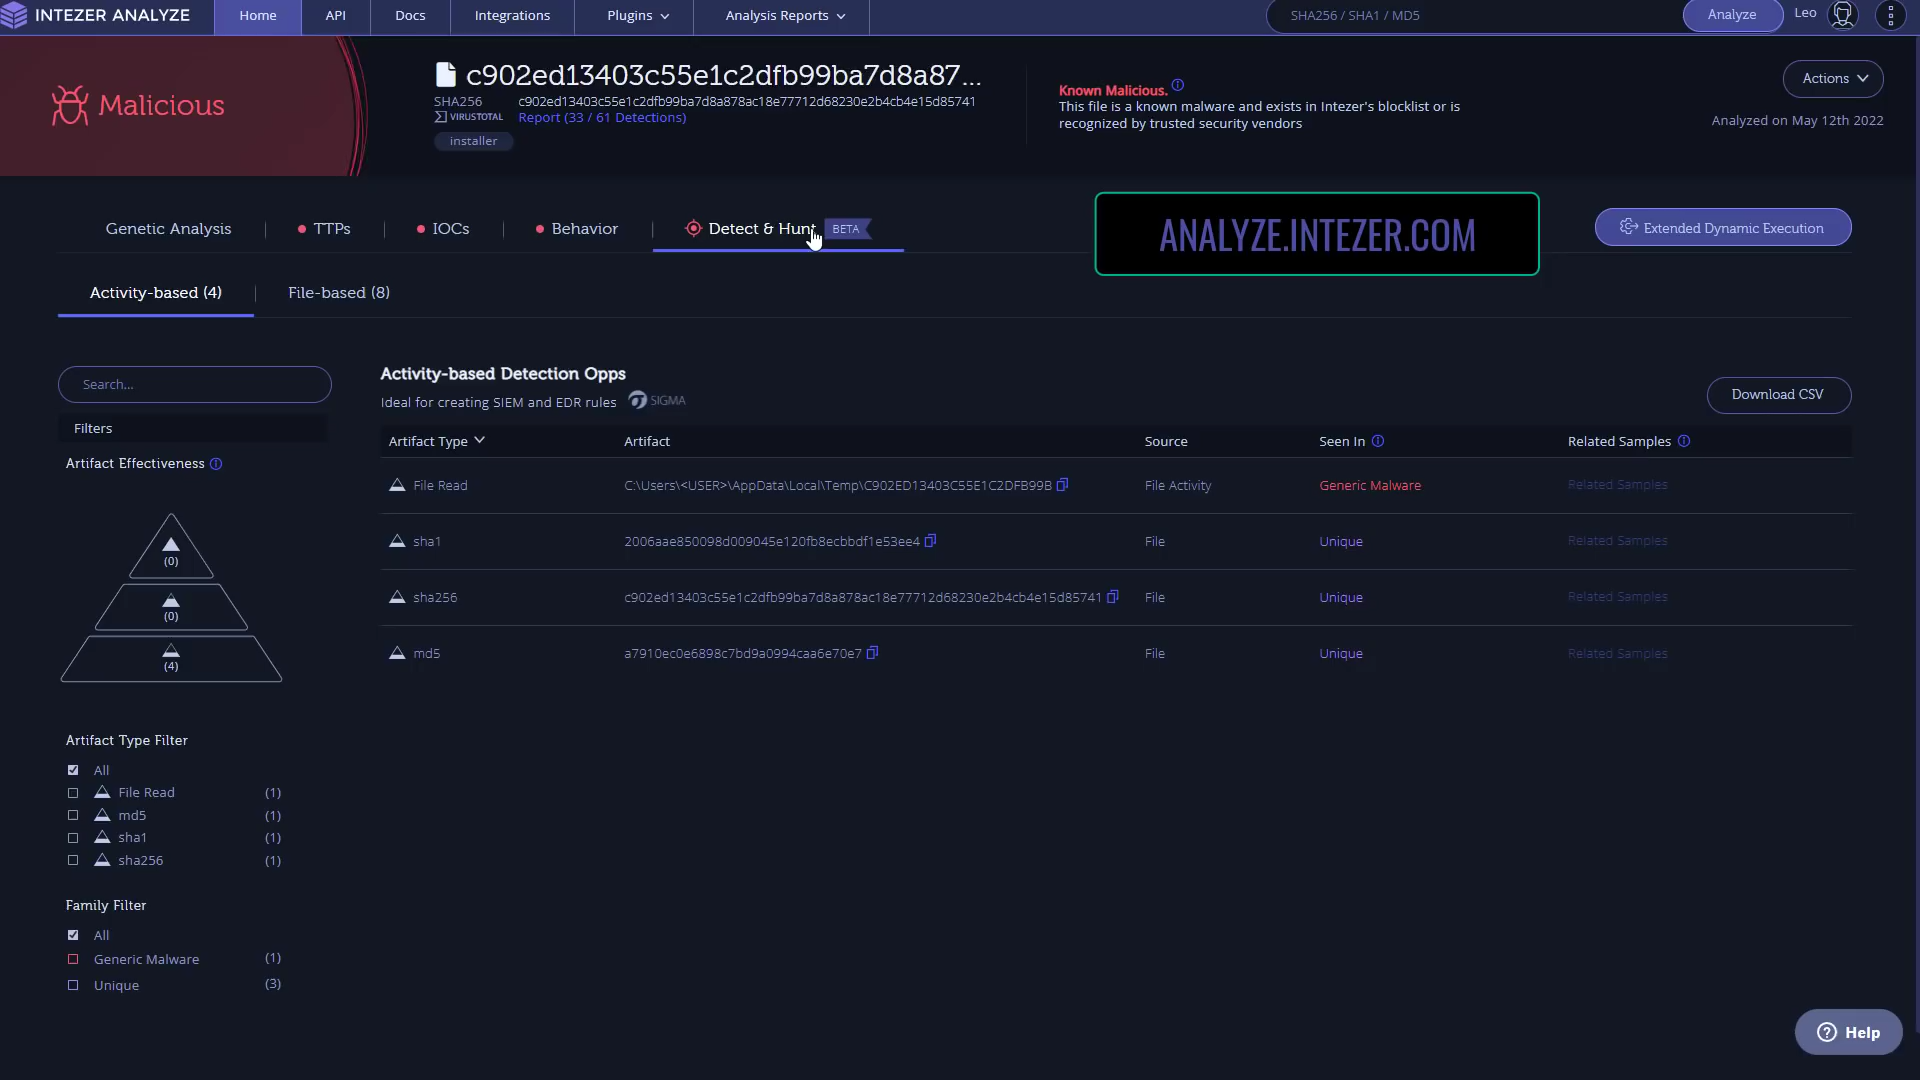 INTEZER ANALYZE
Home
API
Docs
Integrations
Plugins
Analysis Reports
SHA256 / SHA1 / MD5
Analyze
Leo
Malicious
c902ed13403c55e1c2dfb99ba7d8a87...
SHA256 c902ed13403c55e1c2dfb99ba7d8a878ac18e77712d68230e2b4cb4e15d85741
VIRUSTOTAL Report (33 / 61 Detections)
installer
Known Malicious.
This file is a known malware and exists in Intezer's blocklist or is
recognized by trusted security vendors
Actions
Analyzed on May 12th 2022
Genetic Analysis
TTPs
IOCs
Behavior
Detect & Hunt BETA
ANALYZE.INTEZER.COM
Extended Dynamic Execution
Activity-based (4)
File-based (8)
Search...
Filters
Artifact Effectiveness
(0)
(0)
(4)
Artifact Type Filter
All
File Read (1)
md5 (1)
sha1 (1)
sha256 (1)
Family Filter
All
Generic Malware (1)
Unique (3)
Activity-based Detection Opps
Ideal for creating SIEM and EDR rules SIGMA
Download CSV
Artifact Type Artifact Source Seen In Related Samples
File Read C:\Users\<USER>\AppData\Local\Temp\C902ED13403C55E1C2DFB99B File Activity Generic Malware Related Samples
sha1 2006aae850098d009045e120fb8ecbbdf1e53ee4 File Unique Related Samples
sha256 c902ed13403c55e1c2dfb99ba7d8a878ac18e77712d68230e2b4cb4e15d85741 File Unique Related Samples
md5 a7910ec0e6898c7bd9a0994caa6e70e7 File Unique Related Samples
Help